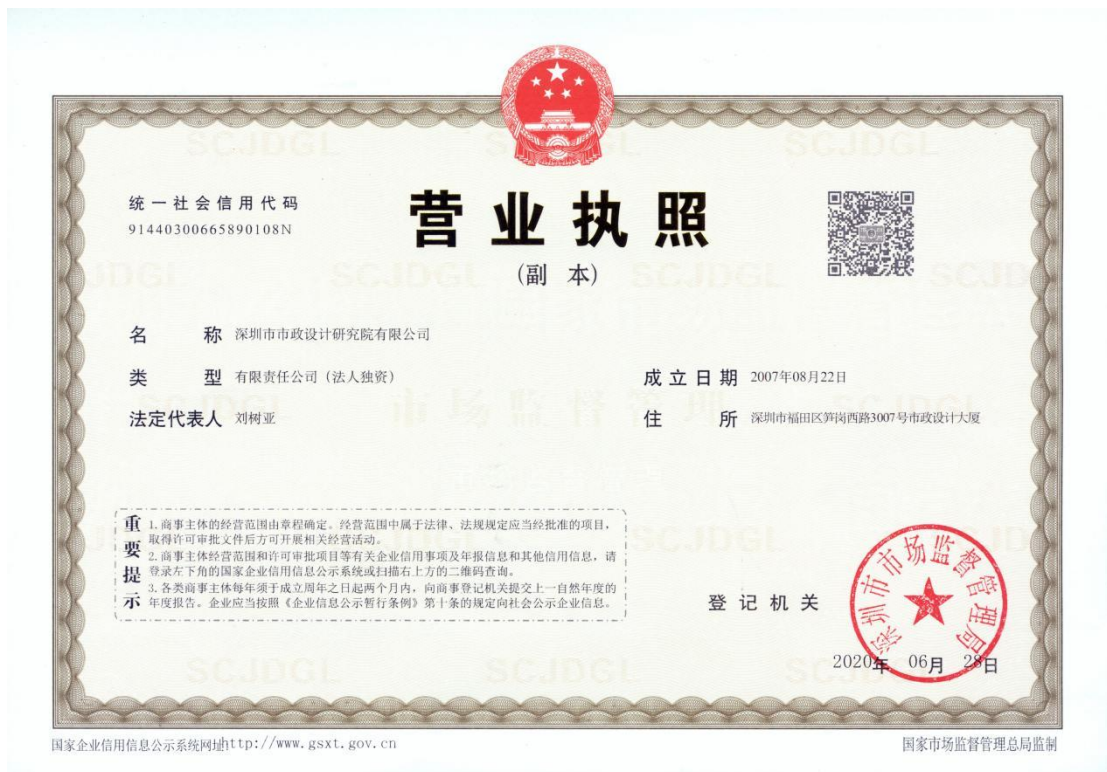 统一社会信用代码
91440300665890108N
营业执照
(副 本)
名 称 深圳市市政设计研究院有限公司
类 型 有限责任公司(法人独资)
成立日期 2007年08月22日
法定代表人 刘树亚
住 所 深圳市福田区笋岗西路3007号市政设计大厦
重要提示
1.商事主体的经营范围由章程确定。经营范围中属于法律、法规规定应当经批准的项目,
取得许可审批文件后方可开展相关经营活动。
2.商事主体经营范围和许可审批项目等有关企业信用事项及年报信息和其他信用信息,请
登录左下角的国家企业信用信息公示系统或扫描右上方的二维码查询。
3.各类商事主体每年须于成立周年之日起两个月内,向商事登记机关提交上一自然年度的
年度报告。企业应当按照《企业信息公示暂行条例》第十条的规定向社会公示企业信息。
登记机关
深圳市市场监督管理局
2020年 06月 28日
国家企业信用信息公示系统网址http://www.gsxt.gov.cn
国家市场监督管理总局监制
SCJDGL
市场监督管理